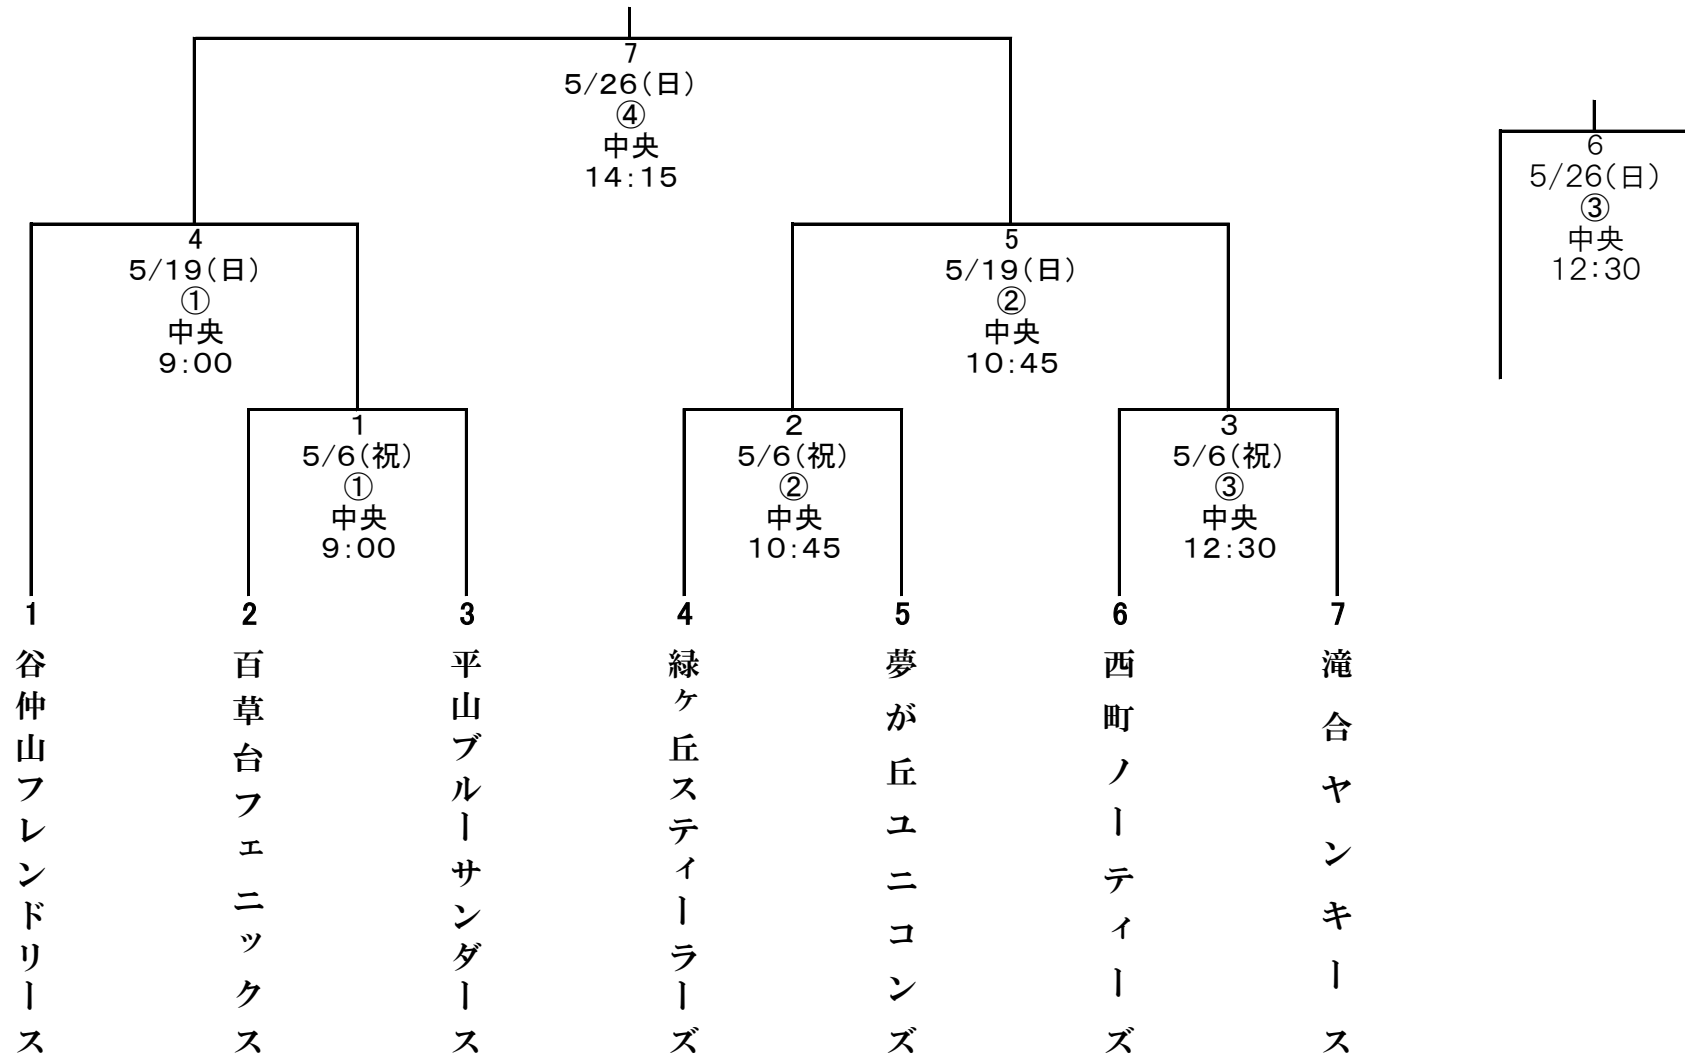 7
5/26(日)
④
中央
14:15
6
5/26(日)
③
中央
12:30
4
5/19(日)
①
中央
9:00
5
5/19(日)
②
中央
10:45
1
5/6(祝)
①
中央
9:00
2
5/6(祝)
②
中央
10:45
3
5/6(祝)
③
中央
12:30
1
谷仲山フレンドリース
2
百草台フェニックス
3
平山ブルーサンダース
4
緑ヶ丘スティーラーズ
5
夢が丘ユニコンズ
6
西町ノーティーズ
7
滝合ヤンキース